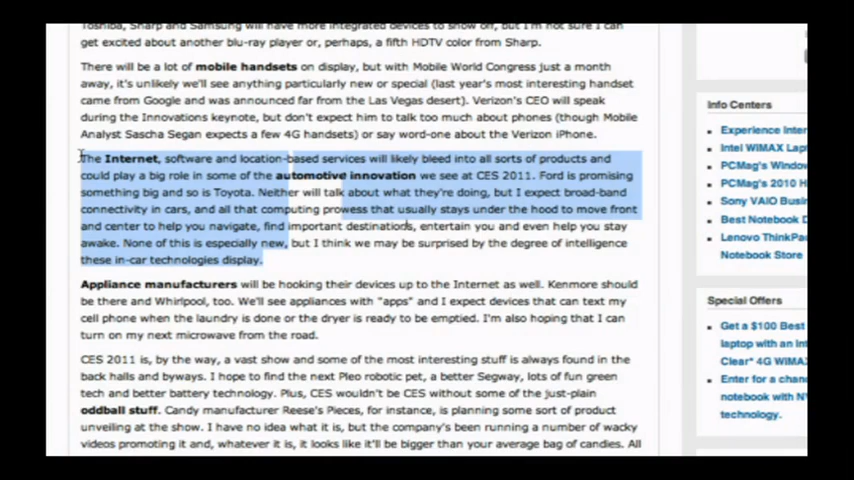 Toshiba, Sharp and Samsung will have more integrated devices to show off, but I'm not sure I can
get excited about another blu-ray player or, perhaps, a fifth HDTV color from Sharp.
There will be a lot of mobile handsets on display, but with Mobile World Congress just a month
away, it's unlikely we'll see anything particularly new or special (last year's most interesting handset
came from Google and was announced far from the Las Vegas desert). Verizon's CEO will speak
during the Innovations keynote, but don't expect him to talk too much about phones (though Mobile
Analyst Sascha Segan expects a few 4G handsets) or say word-one about the Verizon iPhone.
The Internet, software and location-based services will likely bleed into all sorts of products and
could play a big role in some of the automotive innovation we see at CES 2011. Ford is promising
something big and so is Toyota. Neither will talk about what they're doing, but I expect broad-band
connectivity in cars, and all that computing prowess that usually stays under the hood to move front
and center to help you navigate, find important destinations, entertain you and even help you stay
awake. None of this is especially new, but I think we may be surprised by the degree of intelligence
these in-car technologies display.
Appliance manufacturers will be hooking their devices up to the Internet as well. Kenmore should
be there and Whirlpool, too. We'll see appliances with "apps" and I expect devices that can text my
cell phone when the laundry is done or the dryer is ready to be emptied. I'm also hoping that I can
turn on my next microwave from the road.
CES 2011 is, by the way, a vast show and some of the most interesting stuff is always found in the
back halls and byways. I hope to find the next Pleo robotic pet, a better Segway, lots of fun green
tech and better battery technology. Plus, CES wouldn't be CES without some of the just-plain
oddball stuff. Candy manufacturer Reese's Pieces, for instance, is planning some sort of product
unveiling at the show. I have no idea what it is, but the company's been running a number of wacky
videos promoting it and, whatever it is, it looks like it'll be bigger than your average bag of candies. All
Info Centers
Experience Inter
Intel WiMAX Lap
PCMag's Window
PCMag's 2010 H
Sony VAIO Busi
Best Notebook D
Lenovo ThinkPa
Notebook Store
Special Offers
Get a $100 Best
laptop with an Int
Clear* 4G WiMA
Enter for a chan
notebook with W
technology.